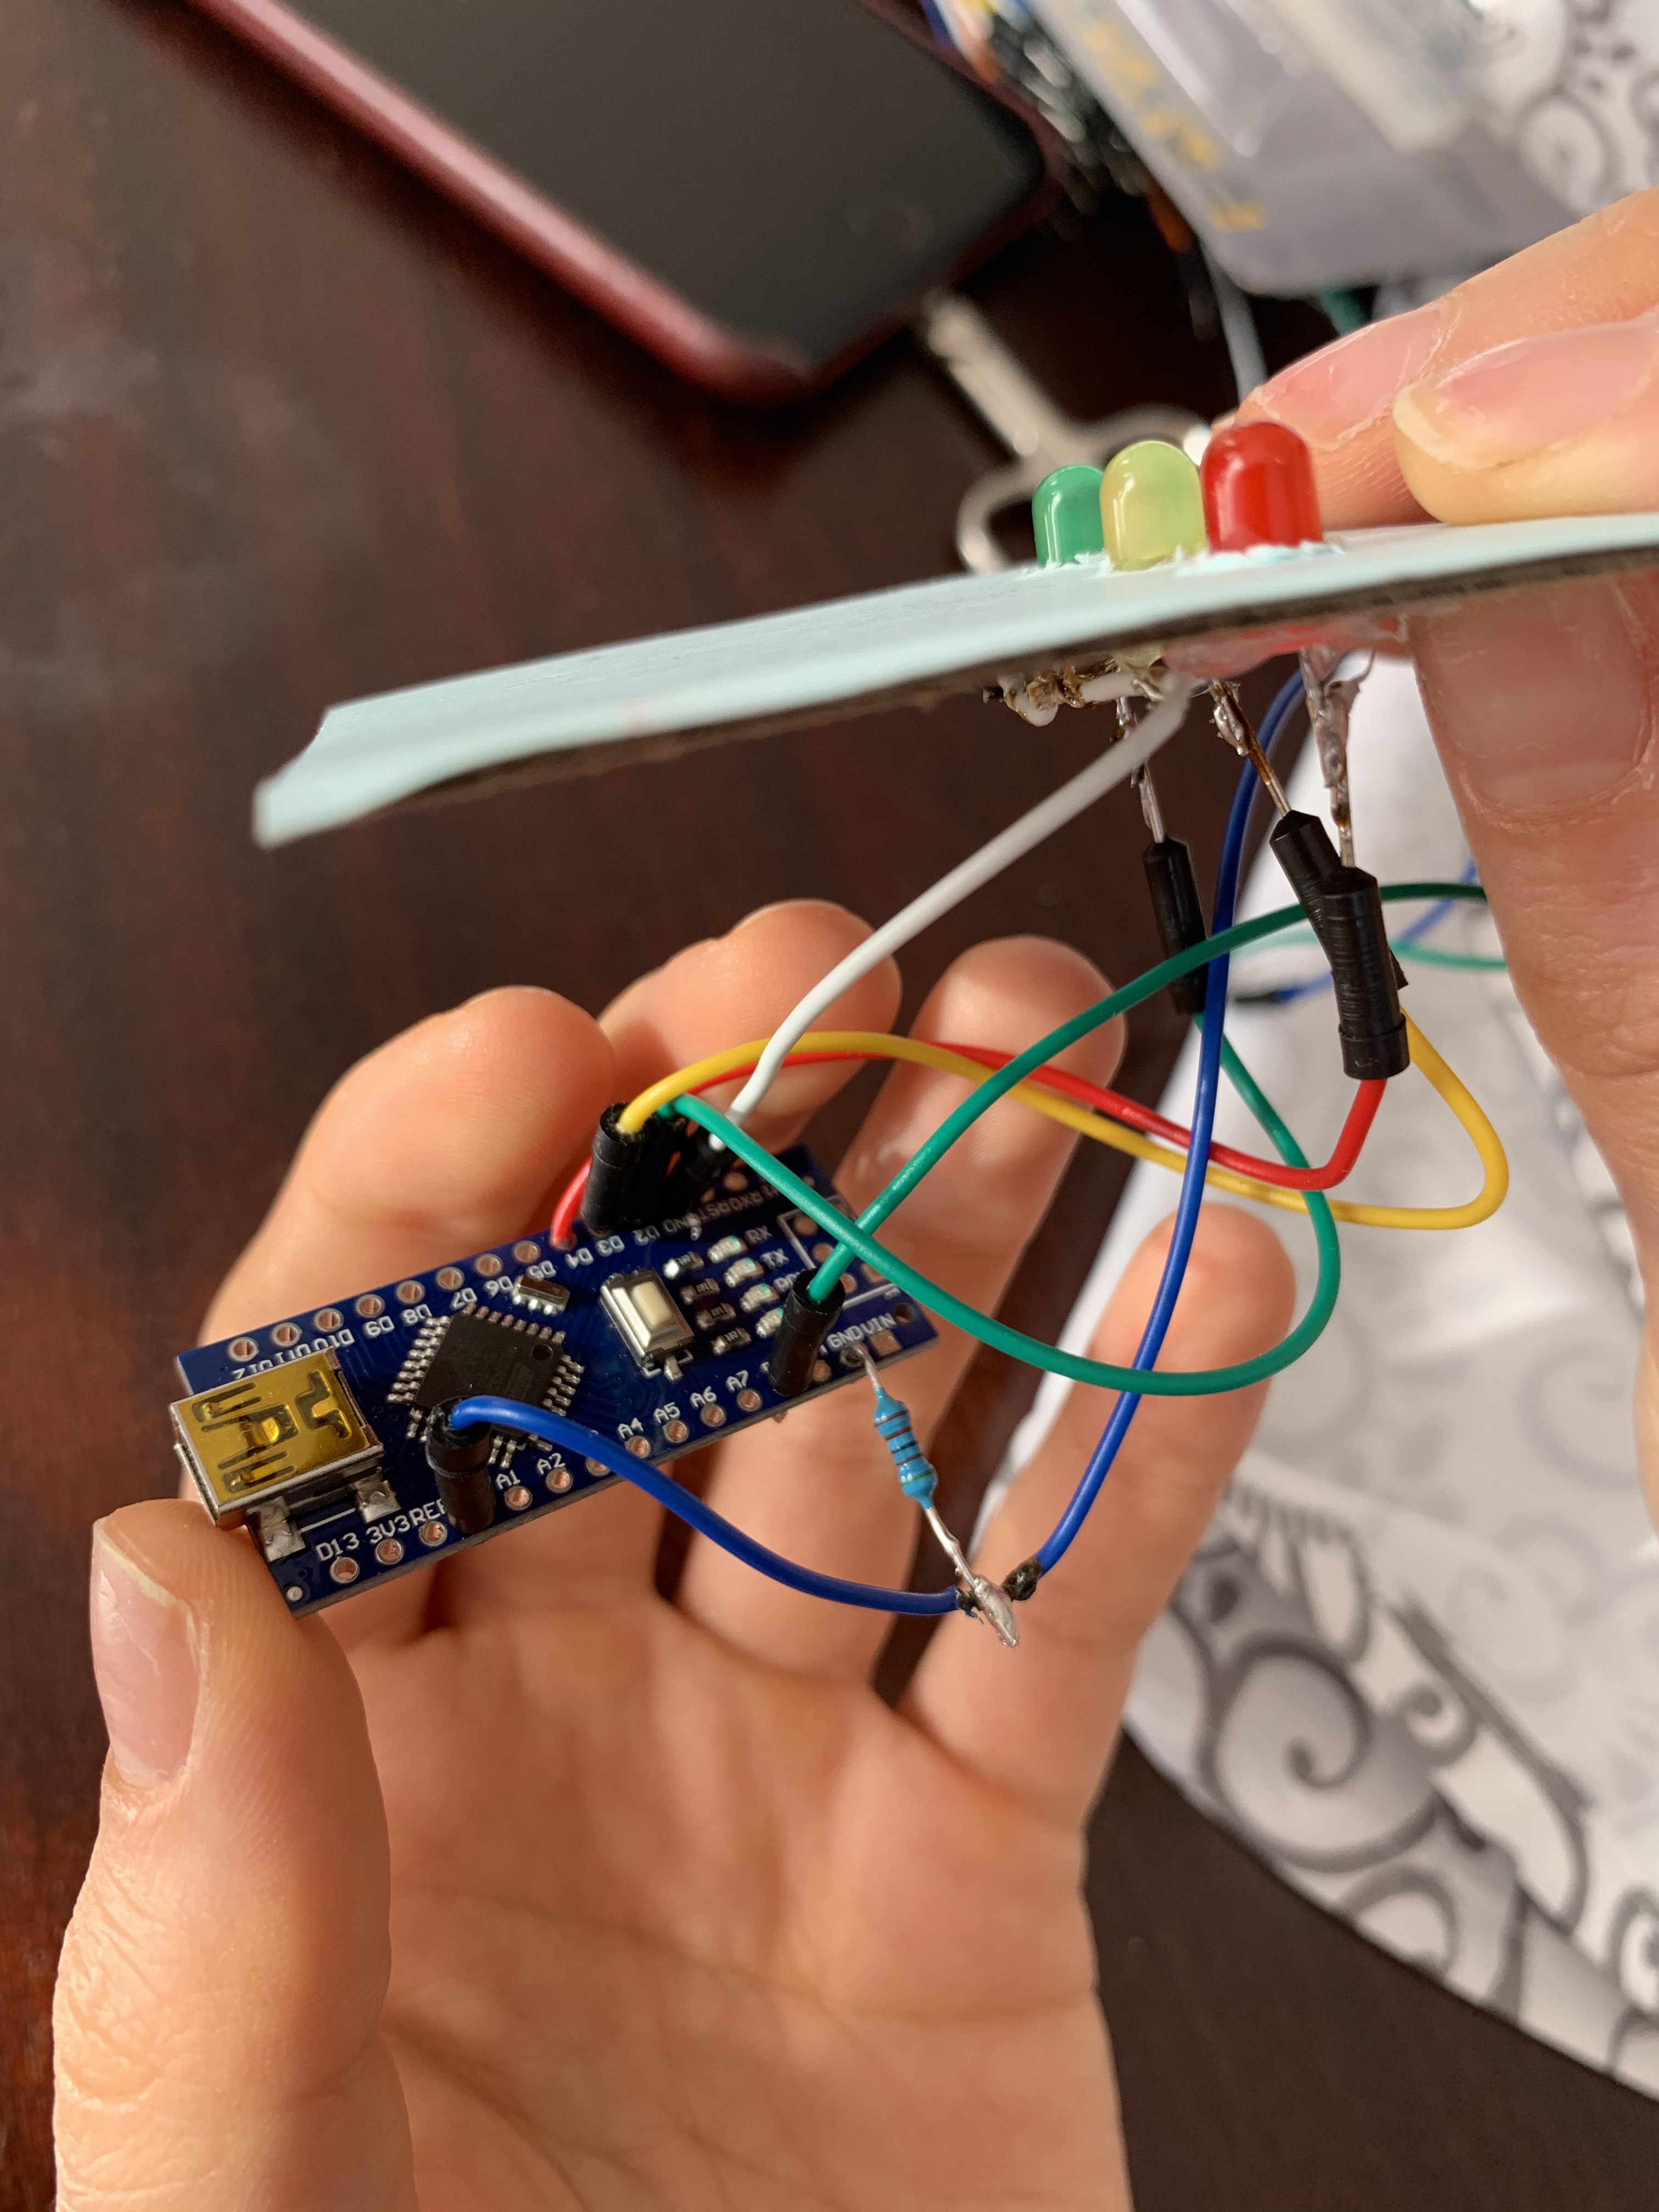 D12 D11 D10 D9 D8 D7 D6 D5 D4 D3 D2 GND RST RX0
RX
TX
D13 3V3 REF A1 A2 A4 A5 A6 A7 GND VIN